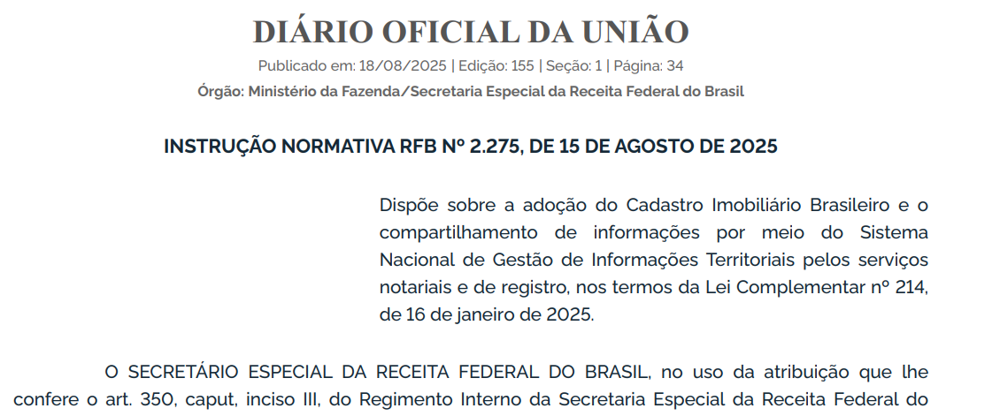 DIÁRIO OFICIAL DA UNIÃO
Publicado em: 18/08/2025 | Edição: 155 | Seção: 1 | Página: 34
Órgão: Ministério da Fazenda/Secretaria Especial da Receita Federal do Brasil
INSTRUÇÃO NORMATIVA RFB Nº 2.275, DE 15 DE AGOSTO DE 2025
Dispõe sobre a adoção do Cadastro Imobiliário Brasileiro e o
compartilhamento de informações por meio do Sistema
Nacional de Gestão de Informações Territoriais pelos serviços
notariais e de registro, nos termos da Lei Complementar nº 214,
de 16 de janeiro de 2025.
O SECRETÁRIO ESPECIAL DA RECEITA FEDERAL DO BRASIL, no uso da atribuição que lhe
confere o art. 350, caput, inciso III, do Regimento Interno da Secretaria Especial da Receita Federal do